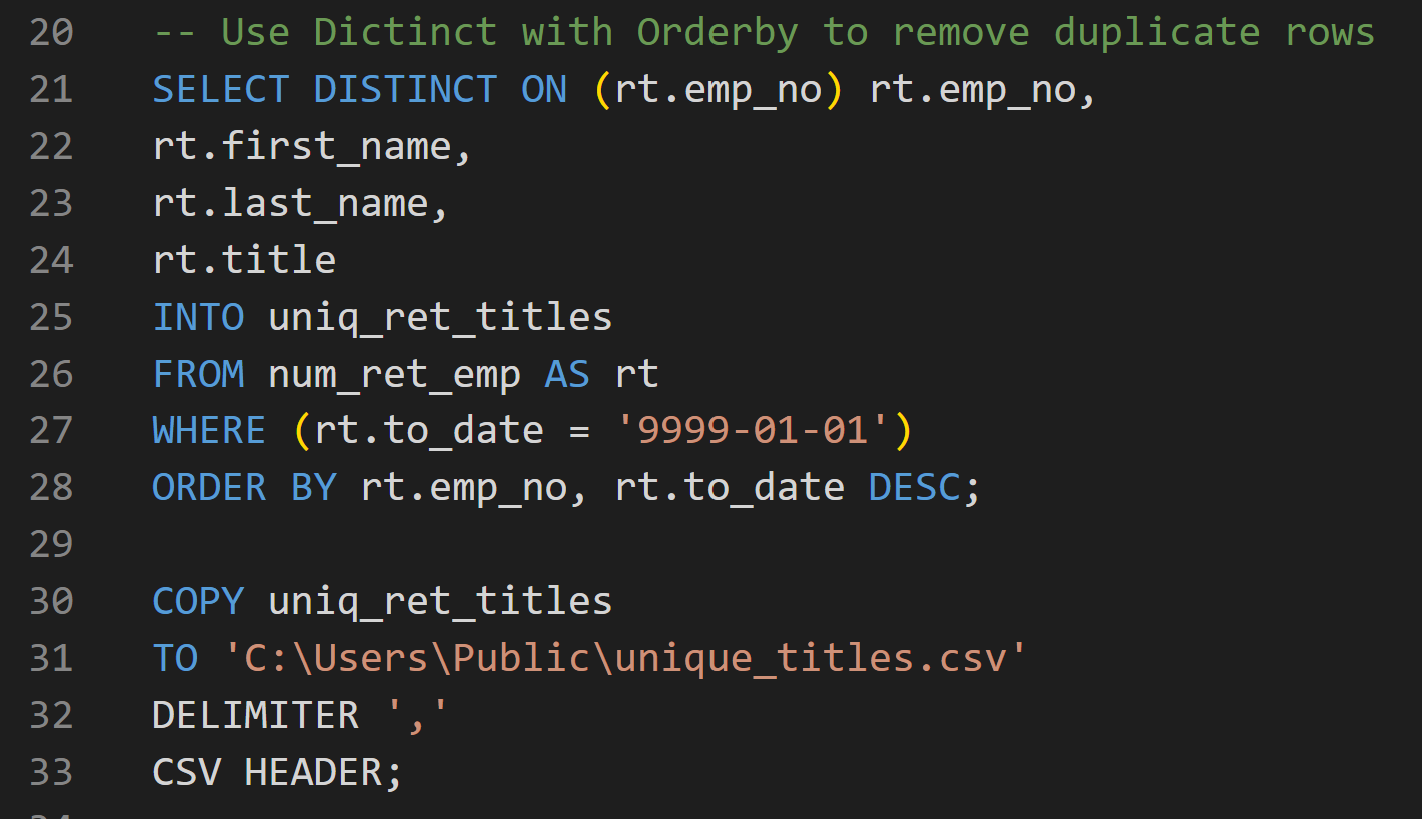 20 -- Use Dictinct with Orderby to remove duplicate rows
21 SELECT DISTINCT ON (rt.emp_no) rt.emp_no,
22 rt.first_name,
23 rt.last_name,
24 rt.title
25 INTO uniq_ret_titles
26 FROM num_ret_emp AS rt
27 WHERE (rt.to_date = '9999-01-01')
28 ORDER BY rt.emp_no, rt.to_date DESC;
29
30 COPY uniq_ret_titles
31 TO 'C:\Users\Public\unique_titles.csv'
32 DELIMITER ','
33 CSV HEADER;